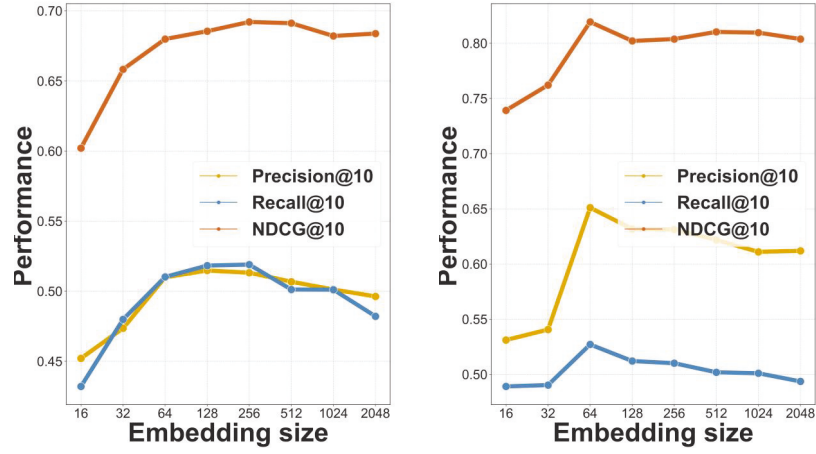 0.70
0.65
0.60
0.55
0.50
0.45
Performance
Precision@10
Recall@10
NDCG@10
16 32 64 128 256 512 1024 2048
Embedding size
0.80
0.75
0.70
0.65
0.60
0.55
0.50
Performance
Precision@10
Recall@10
NDCG@10
16 32 64 128 256 512 1024 2048
Embedding size